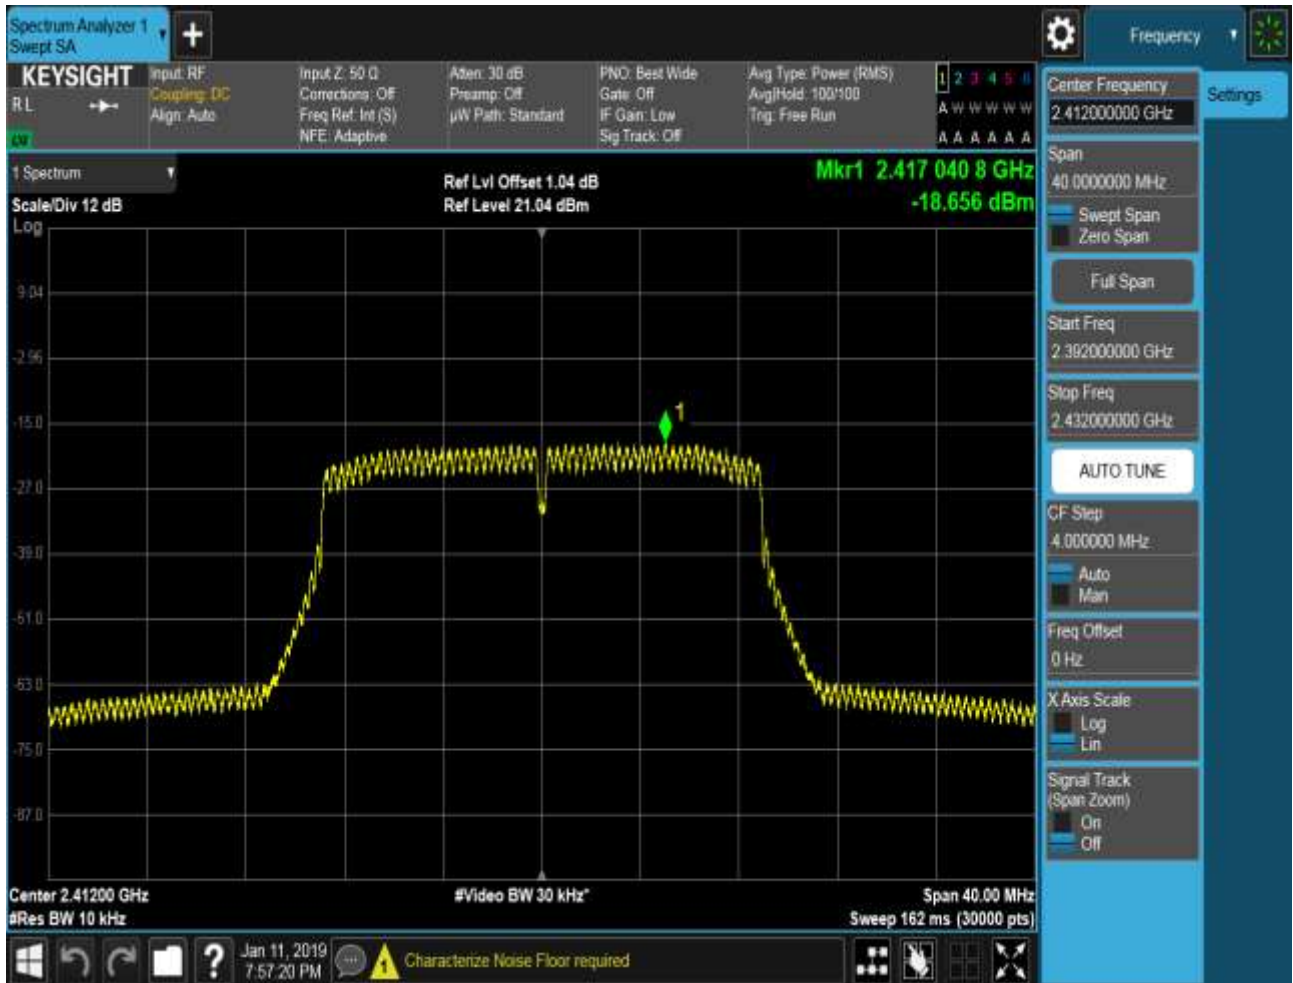 Spectrum Analyzer 1
Swept SA
+
Frequency
KEYSIGHT
R L
Input: RF
Coupling: DC
Align: Auto
Input Z: 50 Ω
Corrections: Off
Freq Ref: Int (S)
NFE: Adaptive
Atten: 30 dB
Preamp: Off
µW Path: Standard
PNO: Best Wide
Gate: Off
IF Gain: Low
Sig Track: Off
Avg Type: Power (RMS)
Avg|Hold: 100/100
Trig: Free Run
1 2 3 4 5 6
A W W W W W
A A A A A A
Center Frequency
2.412000000 GHz
Settings
1 Spectrum
Scale/Div 12 dB
Log
Ref Lvl Offset 1.04 dB
Ref Level 21.04 dBm
Mkr1 2.417 040 8 GHz
-18.656 dBm
Span
40.0000000 MHz
Swept Span
Zero Span
Full Span
Start Freq
2.392000000 GHz
Stop Freq
2.432000000 GHz
AUTO TUNE
CF Step
4.000000 MHz
Auto
Man
Freq Offset
0 Hz
X Axis Scale
Log
Lin
Signal Track
(Span Zoom)
On
Off
9.04
-2.96
-15.0
-27.0
-39.0
-51.0
-63.0
-75.0
-87.0
1
Center 2.41200 GHz
#Res BW 10 kHz
#Video BW 30 kHz*
Span 40.00 MHz
Sweep 162 ms (30000 pts)
?
Jan 11, 2019
7:57:20 PM
1
Characterize Noise Floor required